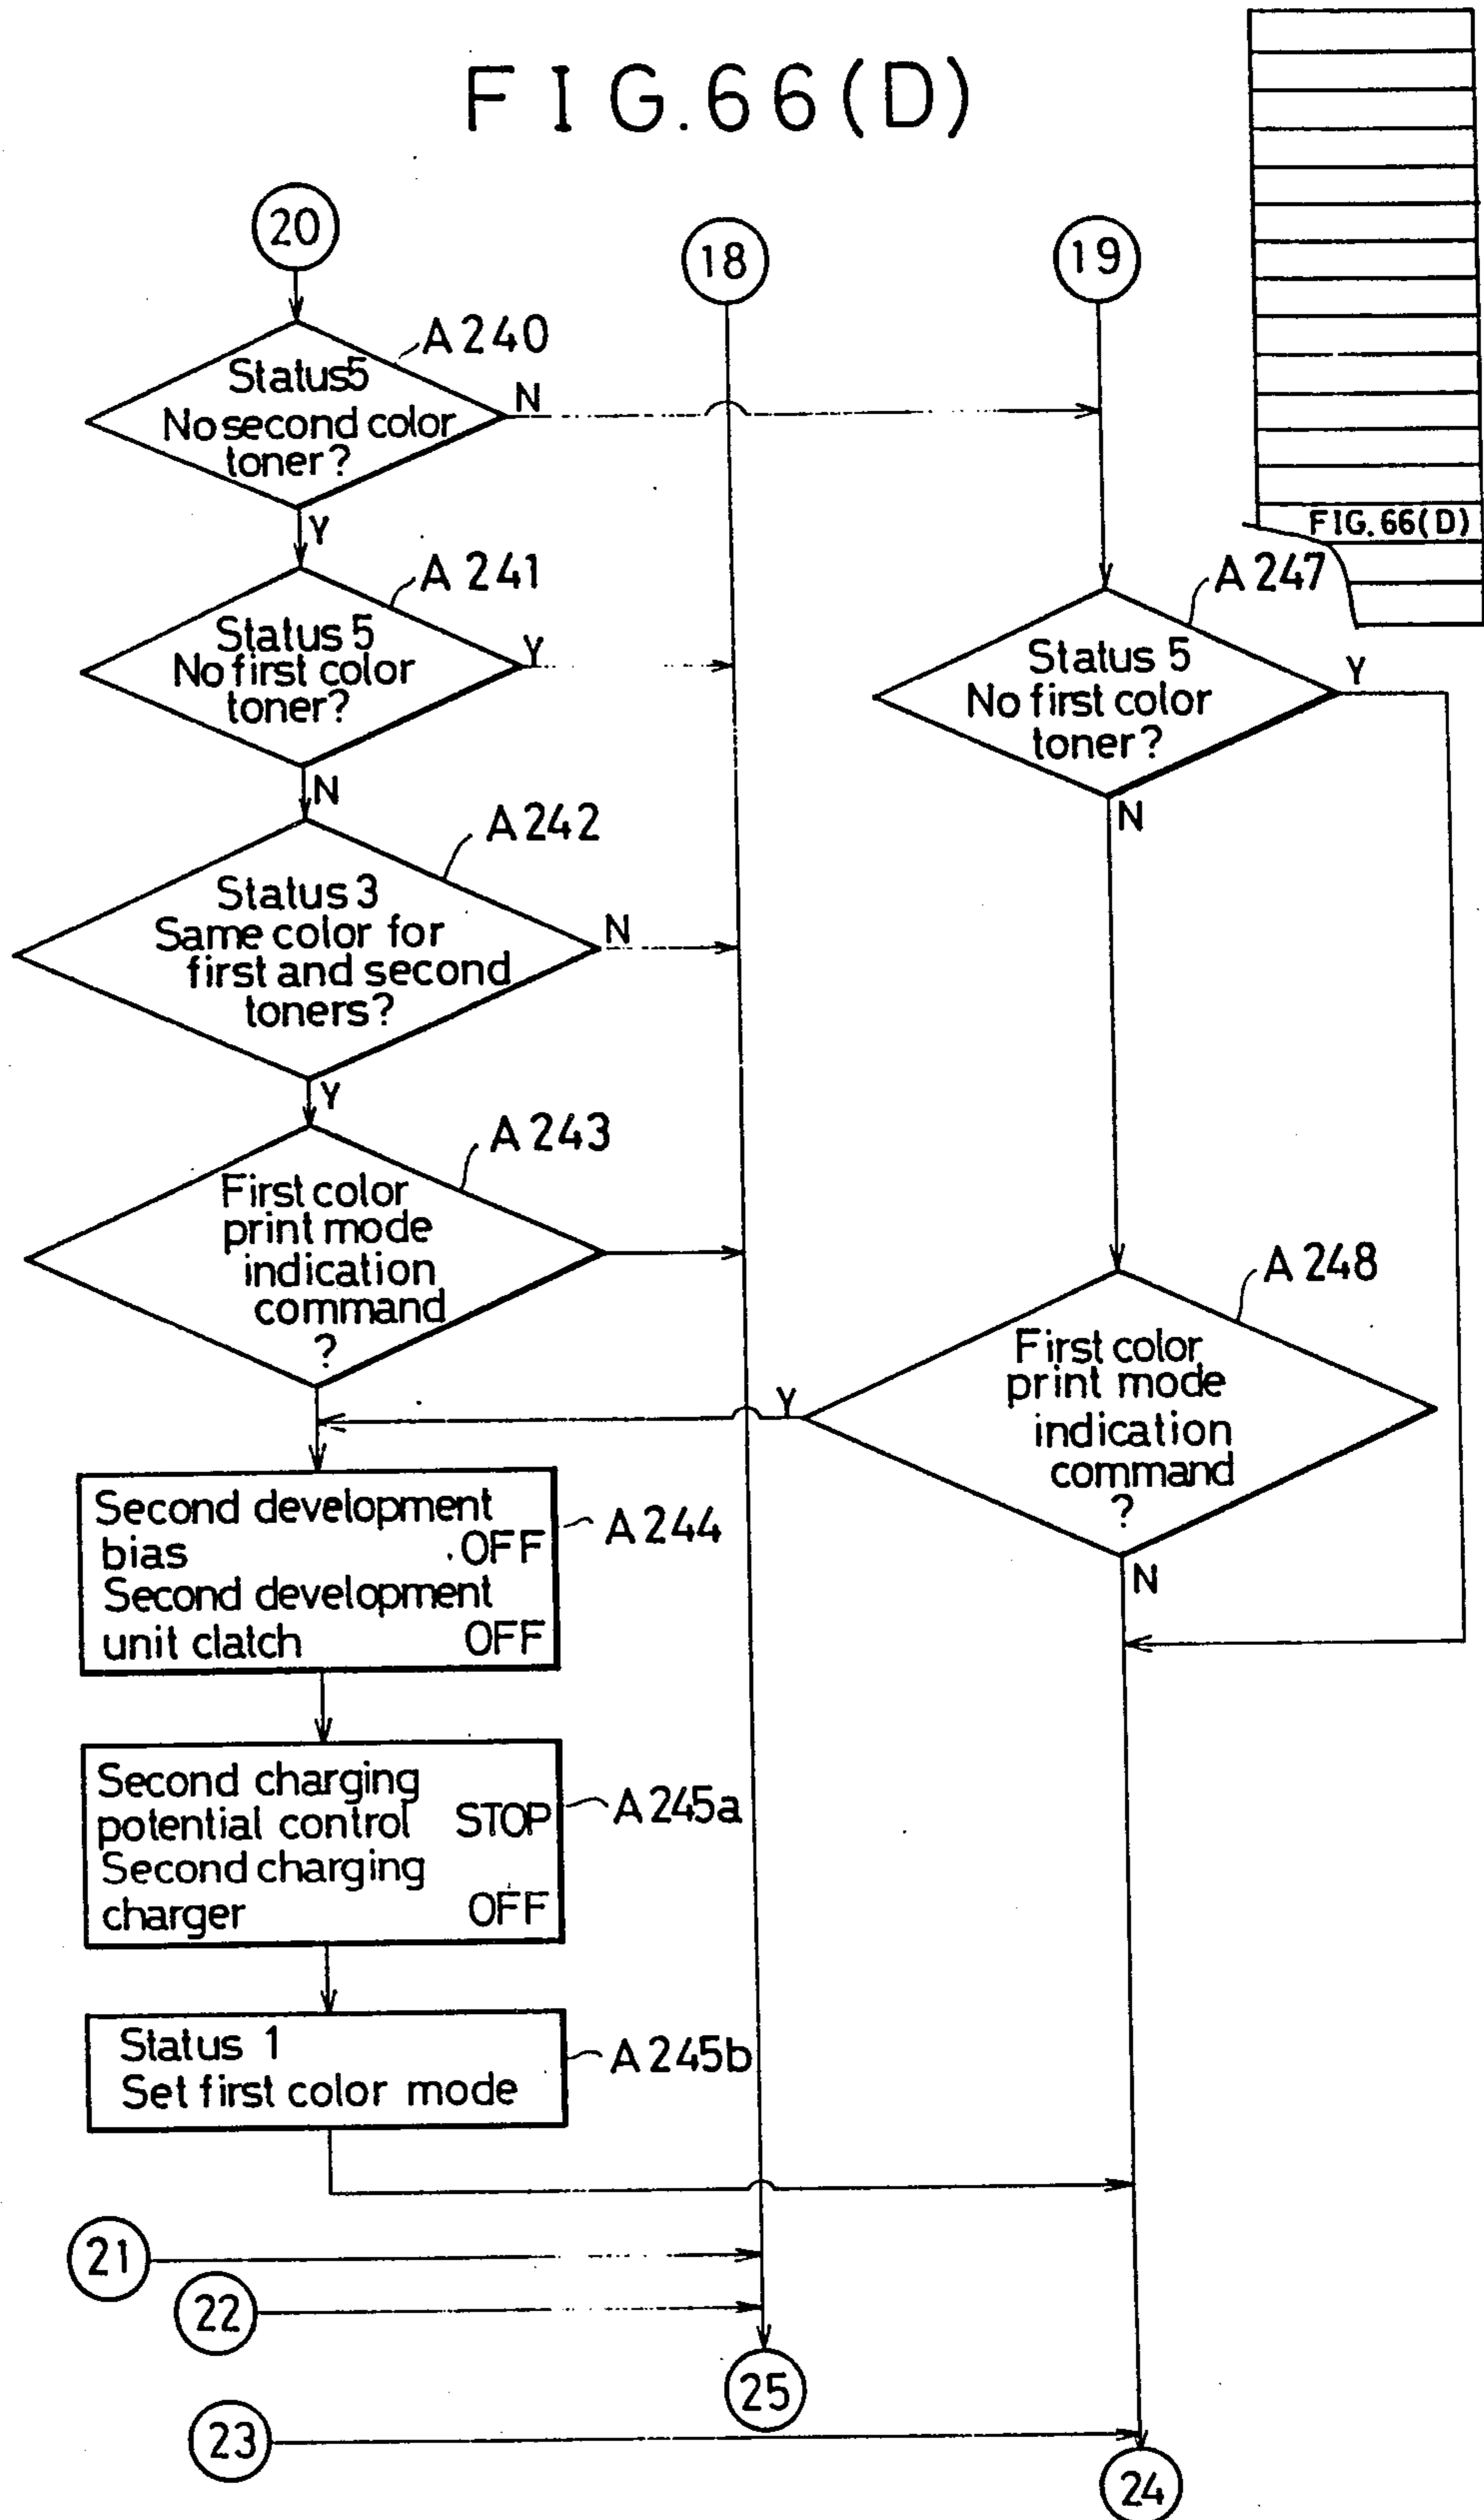 FIG.66(D)
20
18
19
A240
Status5
No second color
toner?
N
Y
FIG.66(D)
A241
Status 5
No first color
toner?
Y
N
A247
Status 5
No first color
toner?
Y
N
A242
Status 3
Same color for
first and second
toners?
N
Y
A243
First color
print mode
indication
command
?
A248
First color
print mode
indication
command
?
Y
N
Second development
bias .OFF
Second development
unit clatch OFF
A244
Second charging
potential control STOP
Second charging
charger OFF
A245a
Status 1
Set first color mode
A245b
21
22
25
23
24